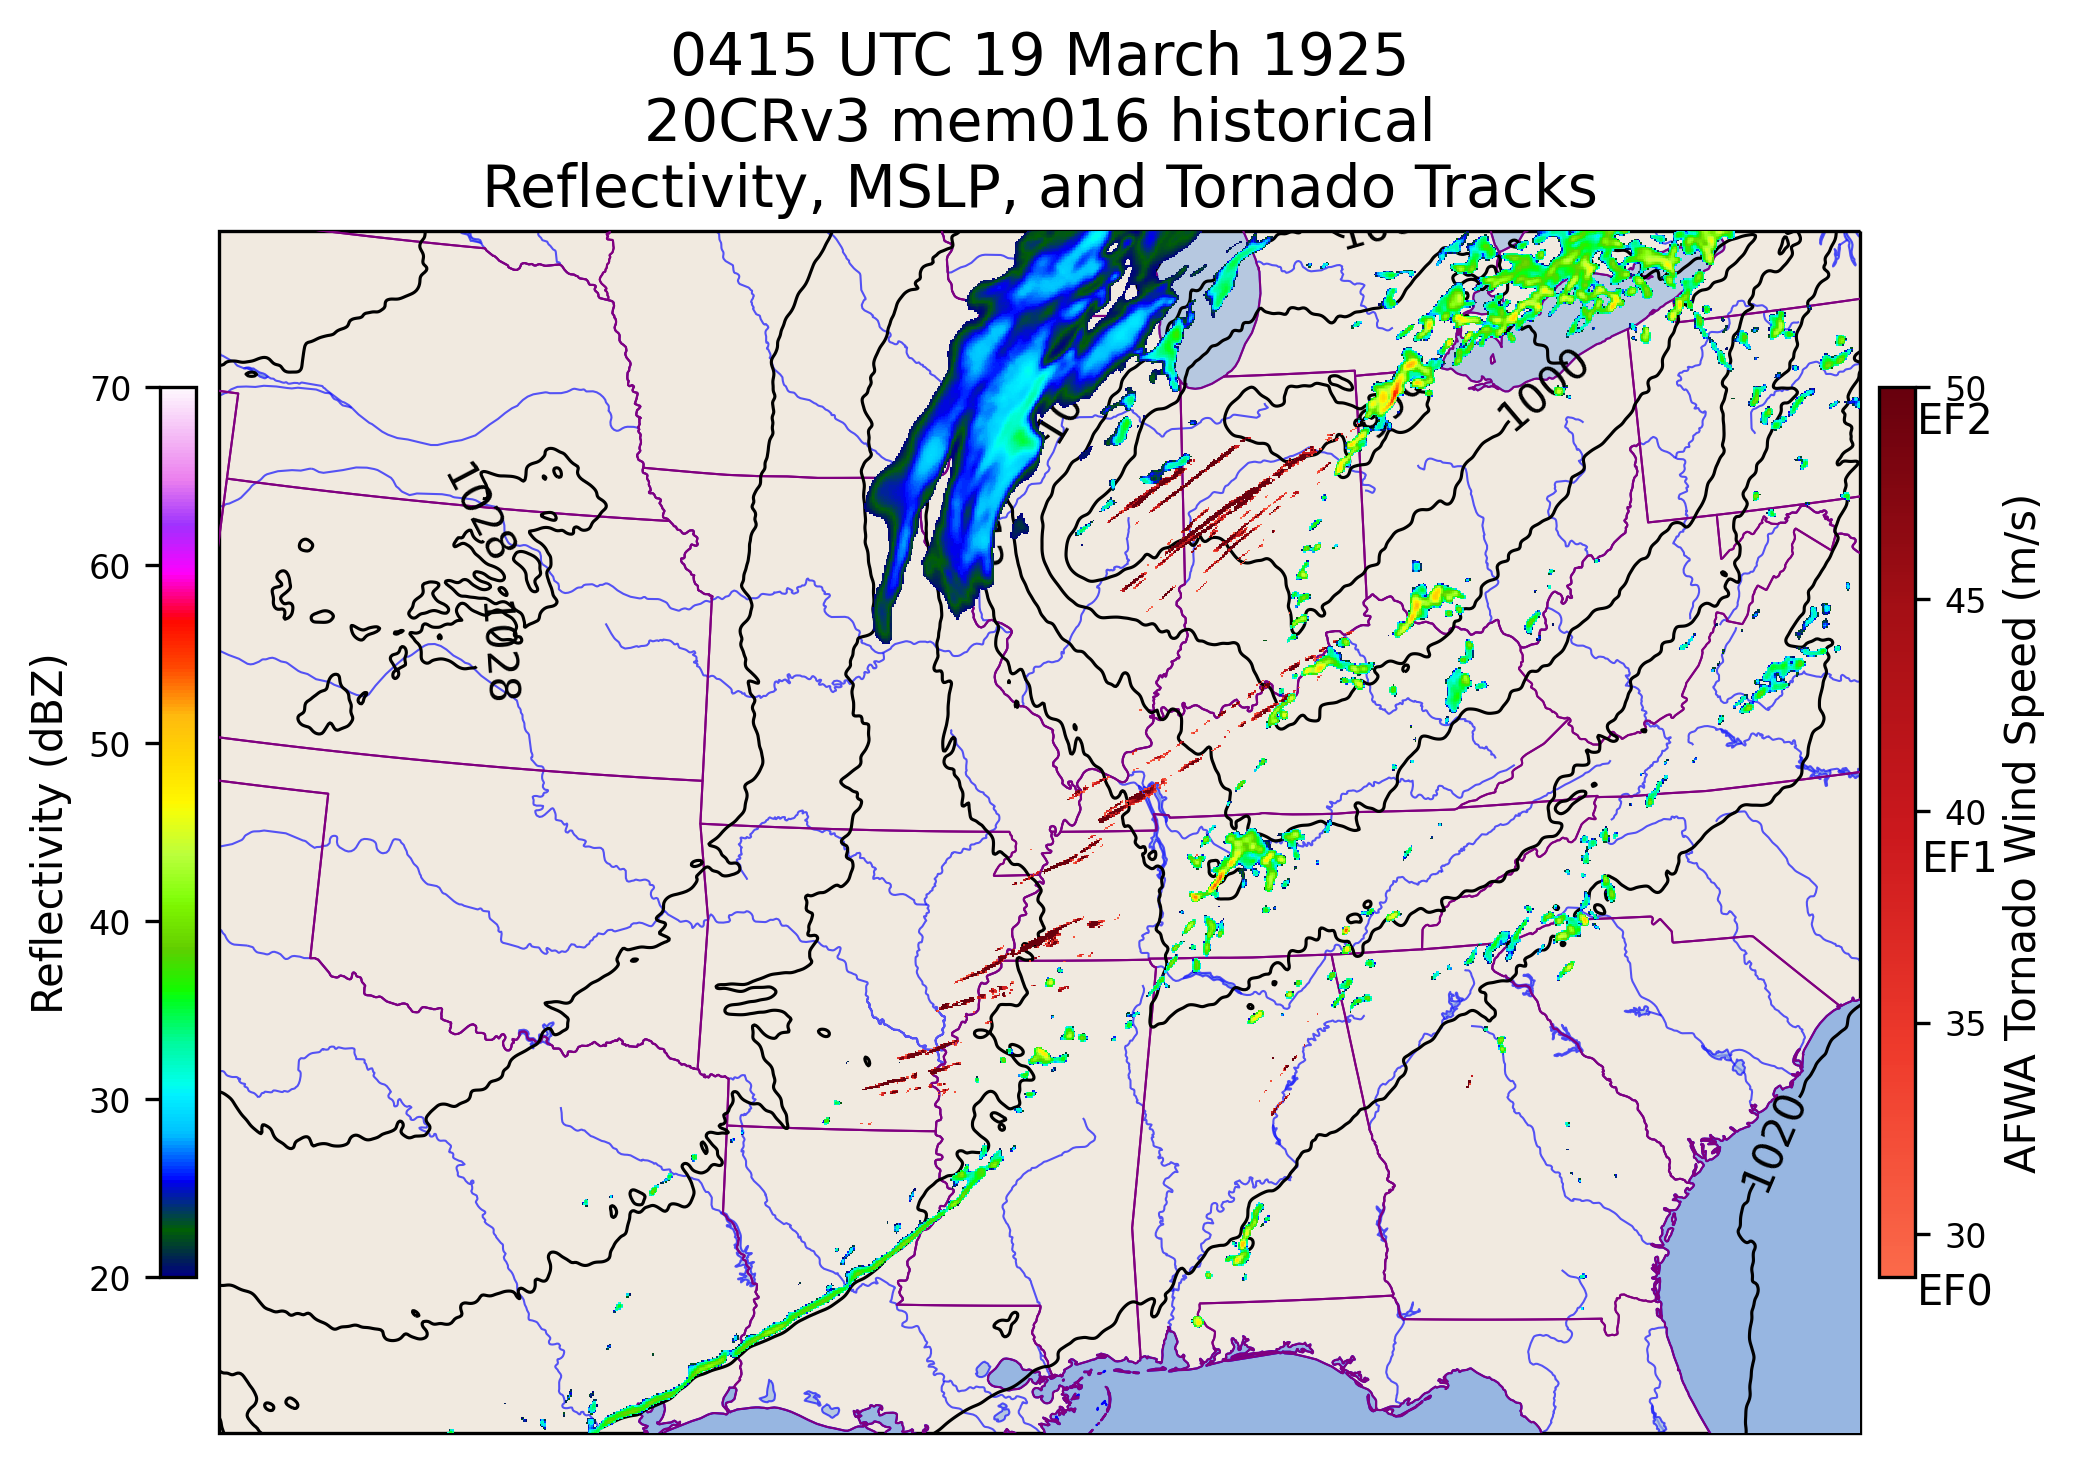 0415 UTC 19 March 1925
20CRv3 mem016 historical
Reflectivity, MSLP, and Tornado Tracks
Reflectivity (dBZ)
70
60
50
40
30
20
1028
1028
1000
1020
50
EF2
45
40
EF1
35
30
EF0
AFWA Tornado Wind Speed (m/s)